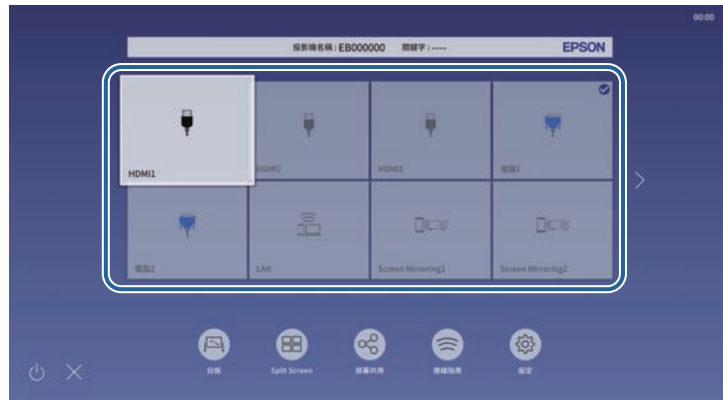 00:00
投影機名稱 : EB000000 關鍵字 : ---- EPSON
HDMI1 HDMI2 HDMI3 電腦1
電腦2 LAN Screen Mirroring1 Screen Mirroring2
白板 Split Screen 屏幕共用 連線指南 設定